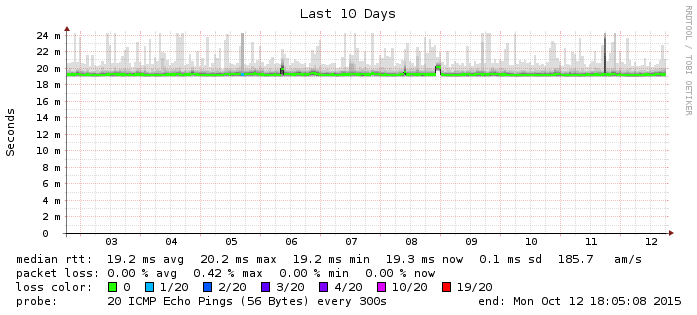 Last 10 Days
RRDTOOL / TOBI OETIKER
Seconds
24 m
22 m
20 m
18 m
16 m
14 m
12 m
10 m
8 m
6 m
4 m
2 m
0
03 04 05 06 07 08 09 10 11 12
median rtt: 19.2 ms avg 20.2 ms max 19.2 ms min 19.3 ms now 0.1 ms sd 185.7 am/s
packet loss: 0.00 % avg 0.42 % max 0.00 % min 0.00 % now
loss color: 0 1/20 2/20 3/20 4/20 10/20 19/20
probe: 20 ICMP Echo Pings (56 Bytes) every 300s end: Mon Oct 12 18:05:08 2015